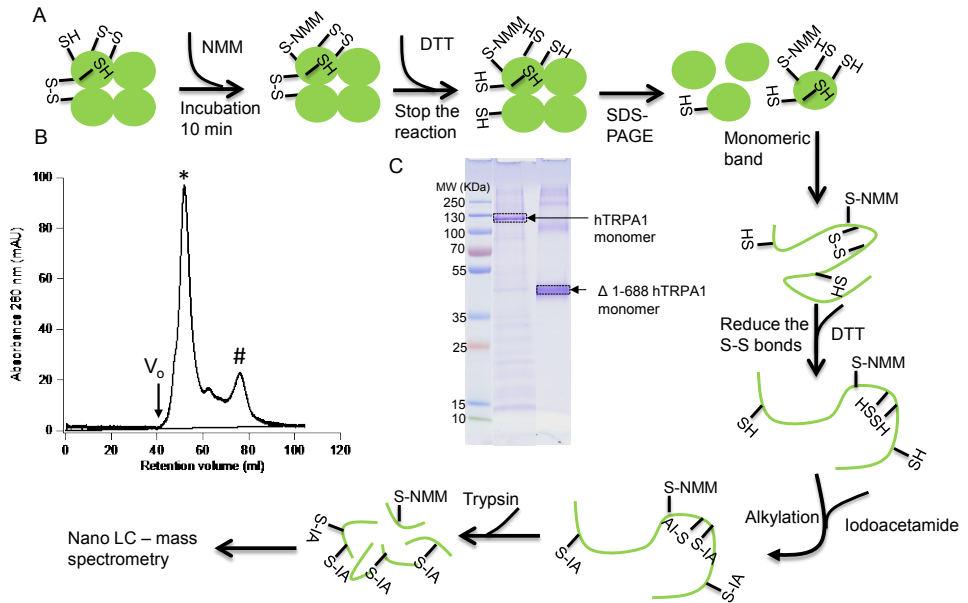 A
SH
S-S
SH
S-S
NMM
Incubation
10 min
S-NMM
S-S
SH
S-S
DTT
Stop the
reaction
S-NMM
HS
SH
SH
SH
SDS-
PAGE
S-NMM
HS
SH
SH
HS
HS
Monomeric
band
B
100
80
60
40
20
0
Absorbance 280 nm (mAU)
*
#
Vo
0 20 40 60 80 100 120
Retention volume (ml)
C
MW (KDa)
250
130
100
70
55
35
25
15
10
hTRPA1
monomer
Δ 1-688 hTRPA1
monomer
S-NMM
HS
S-S
SH
Reduce the
S-S bonds
DTT
S-NMM
HS
SH
SH
SH
Alkylation
Iodoacetamide
S-NMM
AI-S
S-IA
S-IA
S-IA
Trypsin
S-NMM
S-IA
S-IA
S-IA
S-IA
Nano LC – mass
spectrometry